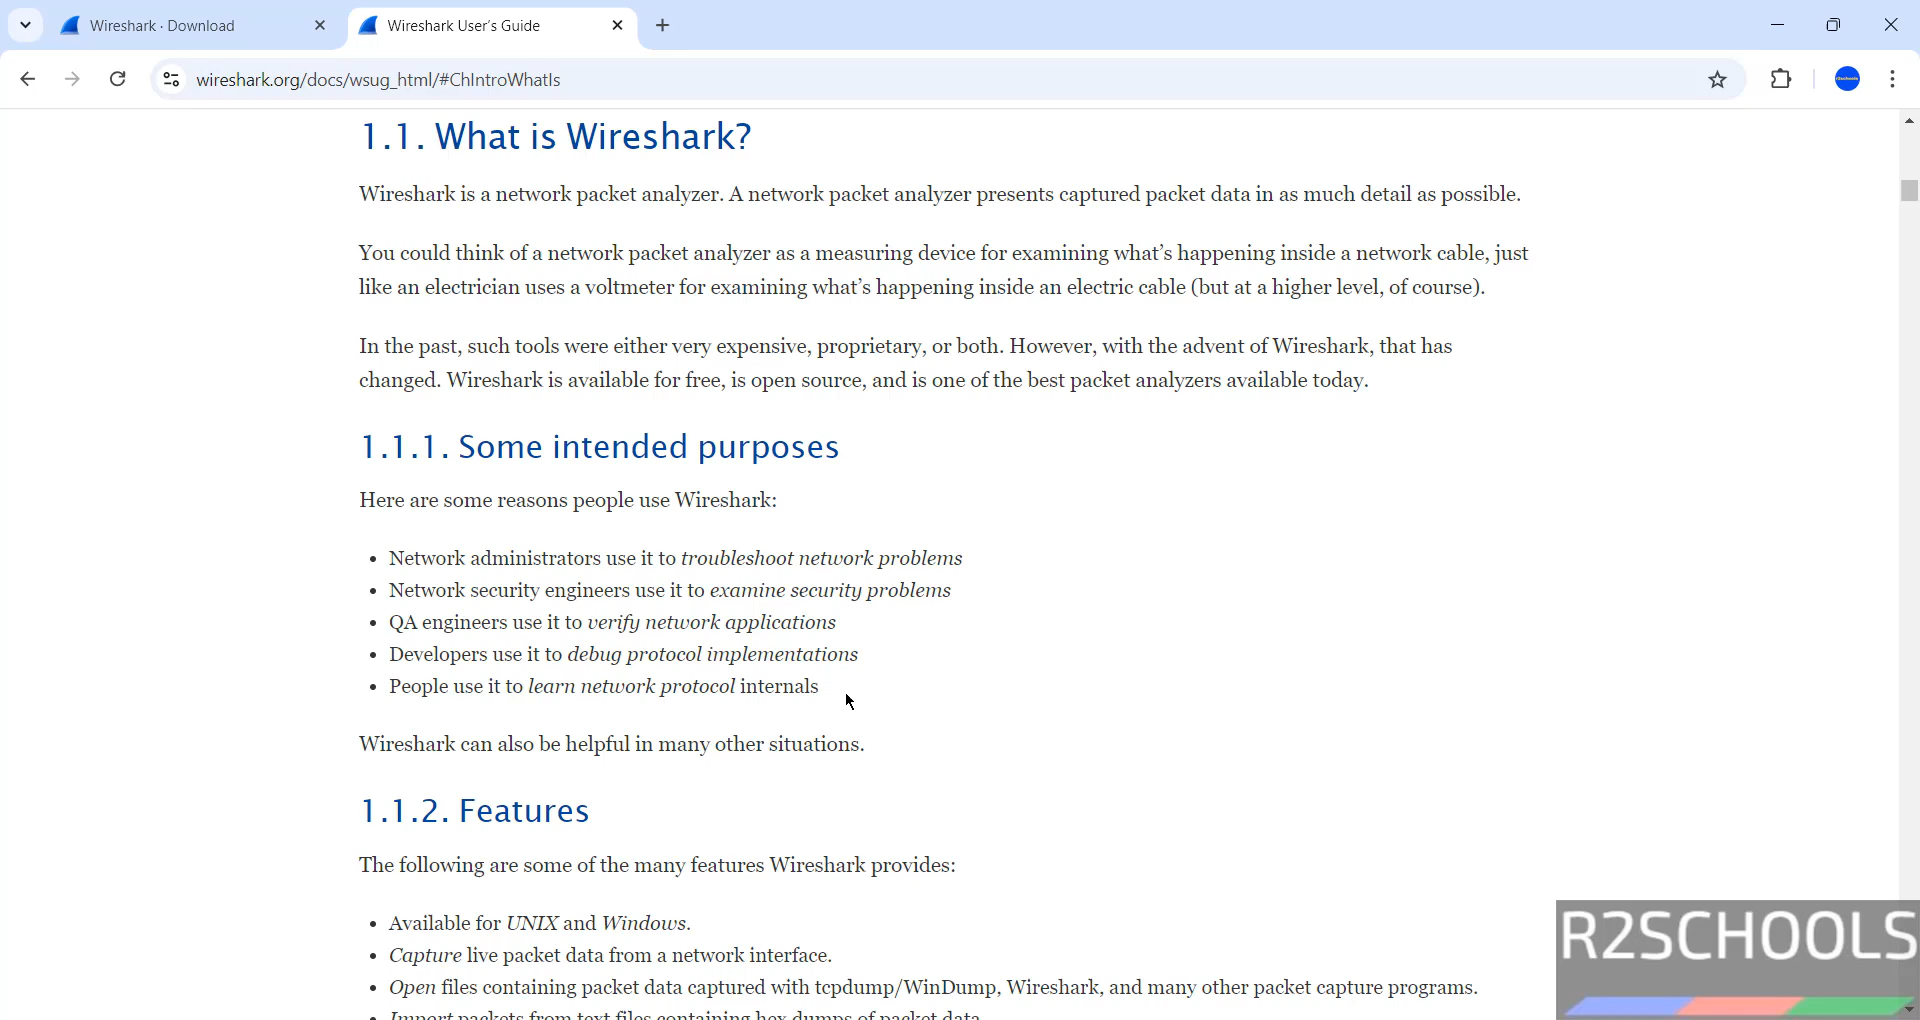 Wireshark · Download
Wireshark User's Guide
wireshark.org/docs/wsug_html/#ChIntroWhatIs
1.1. What is Wireshark?
Wireshark is a network packet analyzer. A network packet analyzer presents captured packet data in as much detail as possible.
You could think of a network packet analyzer as a measuring device for examining what’s happening inside a network cable, just
like an electrician uses a voltmeter for examining what’s happening inside an electric cable (but at a higher level, of course).
In the past, such tools were either very expensive, proprietary, or both. However, with the advent of Wireshark, that has
changed. Wireshark is available for free, is open source, and is one of the best packet analyzers available today.
1.1.1. Some intended purposes
Here are some reasons people use Wireshark:
• Network administrators use it to troubleshoot network problems
• Network security engineers use it to examine security problems
• QA engineers use it to verify network applications
• Developers use it to debug protocol implementations
• People use it to learn network protocol internals
Wireshark can also be helpful in many other situations.
1.1.2. Features
The following are some of the many features Wireshark provides:
• Available for UNIX and Windows.
• Capture live packet data from a network interface.
• Open files containing packet data captured with tcpdump/WinDump, Wireshark, and many other packet capture programs.
• Import packets from text files containing hex dumps of packet data.
R2SCHOOLS